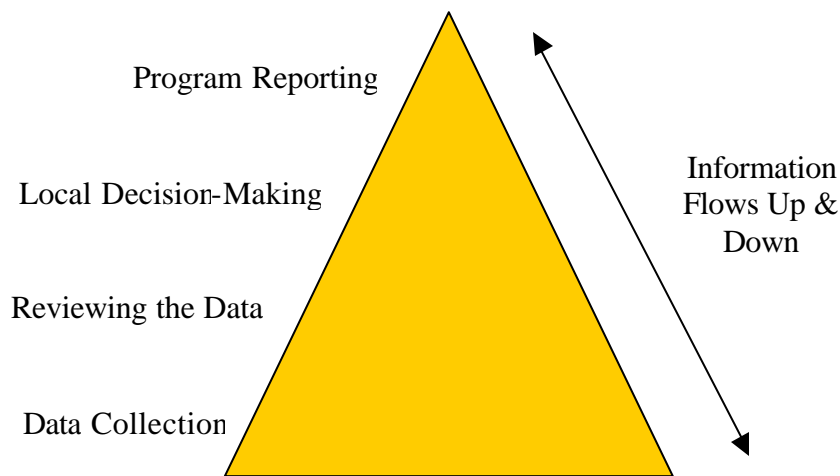 Program Reporting
Local Decision-Making
Information
Flows Up &
Down
Reviewing the Data
Data Collection